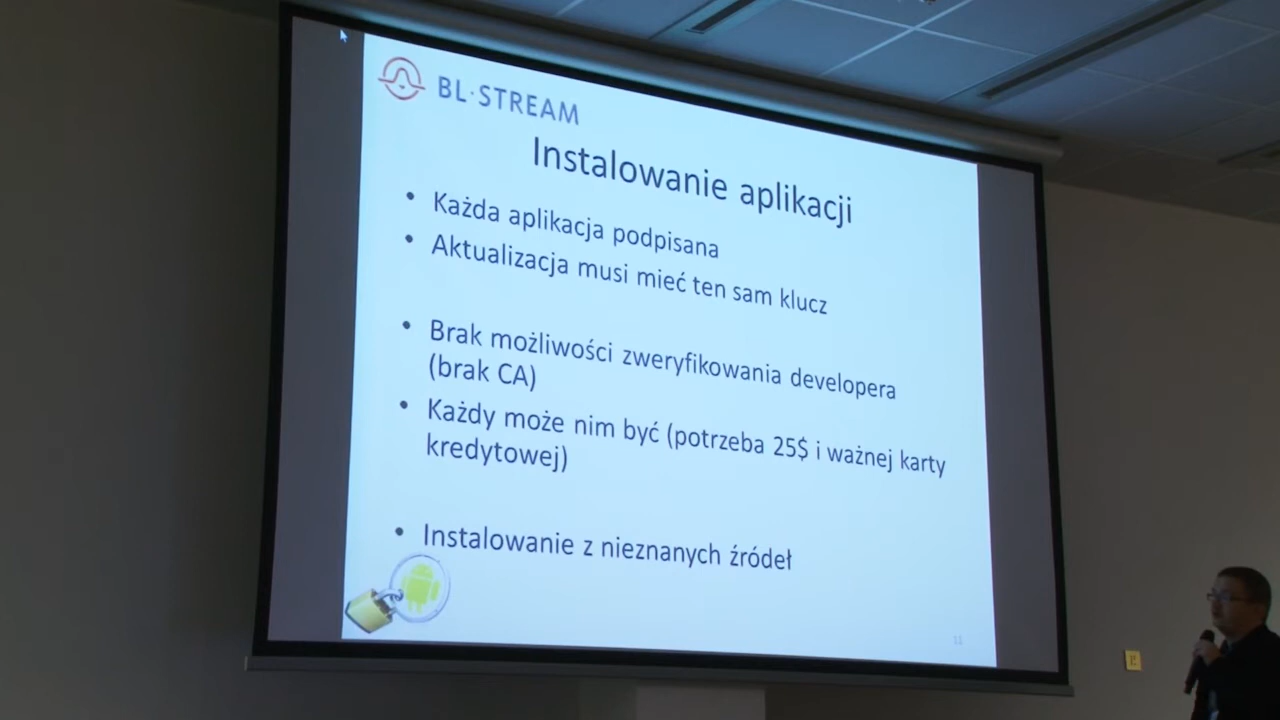 BL·STREAM
Instalowanie aplikacji
• Każda aplikacja podpisana
• Aktualizacja musi mieć ten sam klucz
• Brak możliwości zweryfikowania developera
(brak CA)
• Każdy może nim być (potrzeba 25$ i ważnej karty
kredytowej)
• Instalowanie z nieznanych źródeł
11